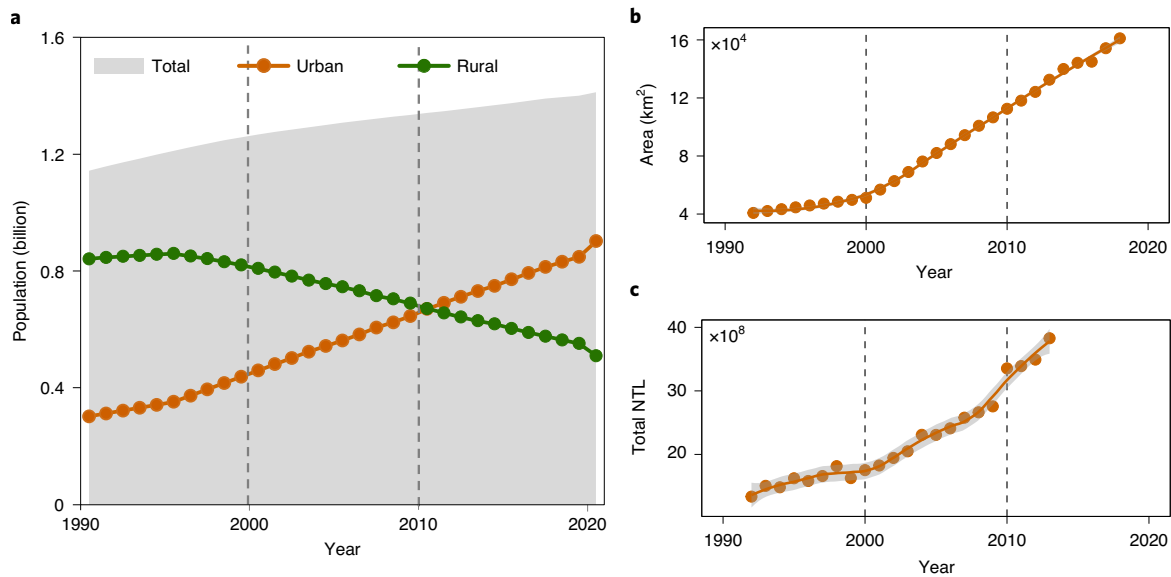 a
1.6
1.2
0.8
0.4
0
Population (billion)
Total
Urban
Rural
1990
2000
2010
2020
Year
b
×10⁴
16
12
8
4
Area (km²)
1990
2000
2010
2020
Year
c
×10⁸
40
30
20
10
Total NTL
1990
2000
2010
2020
Year